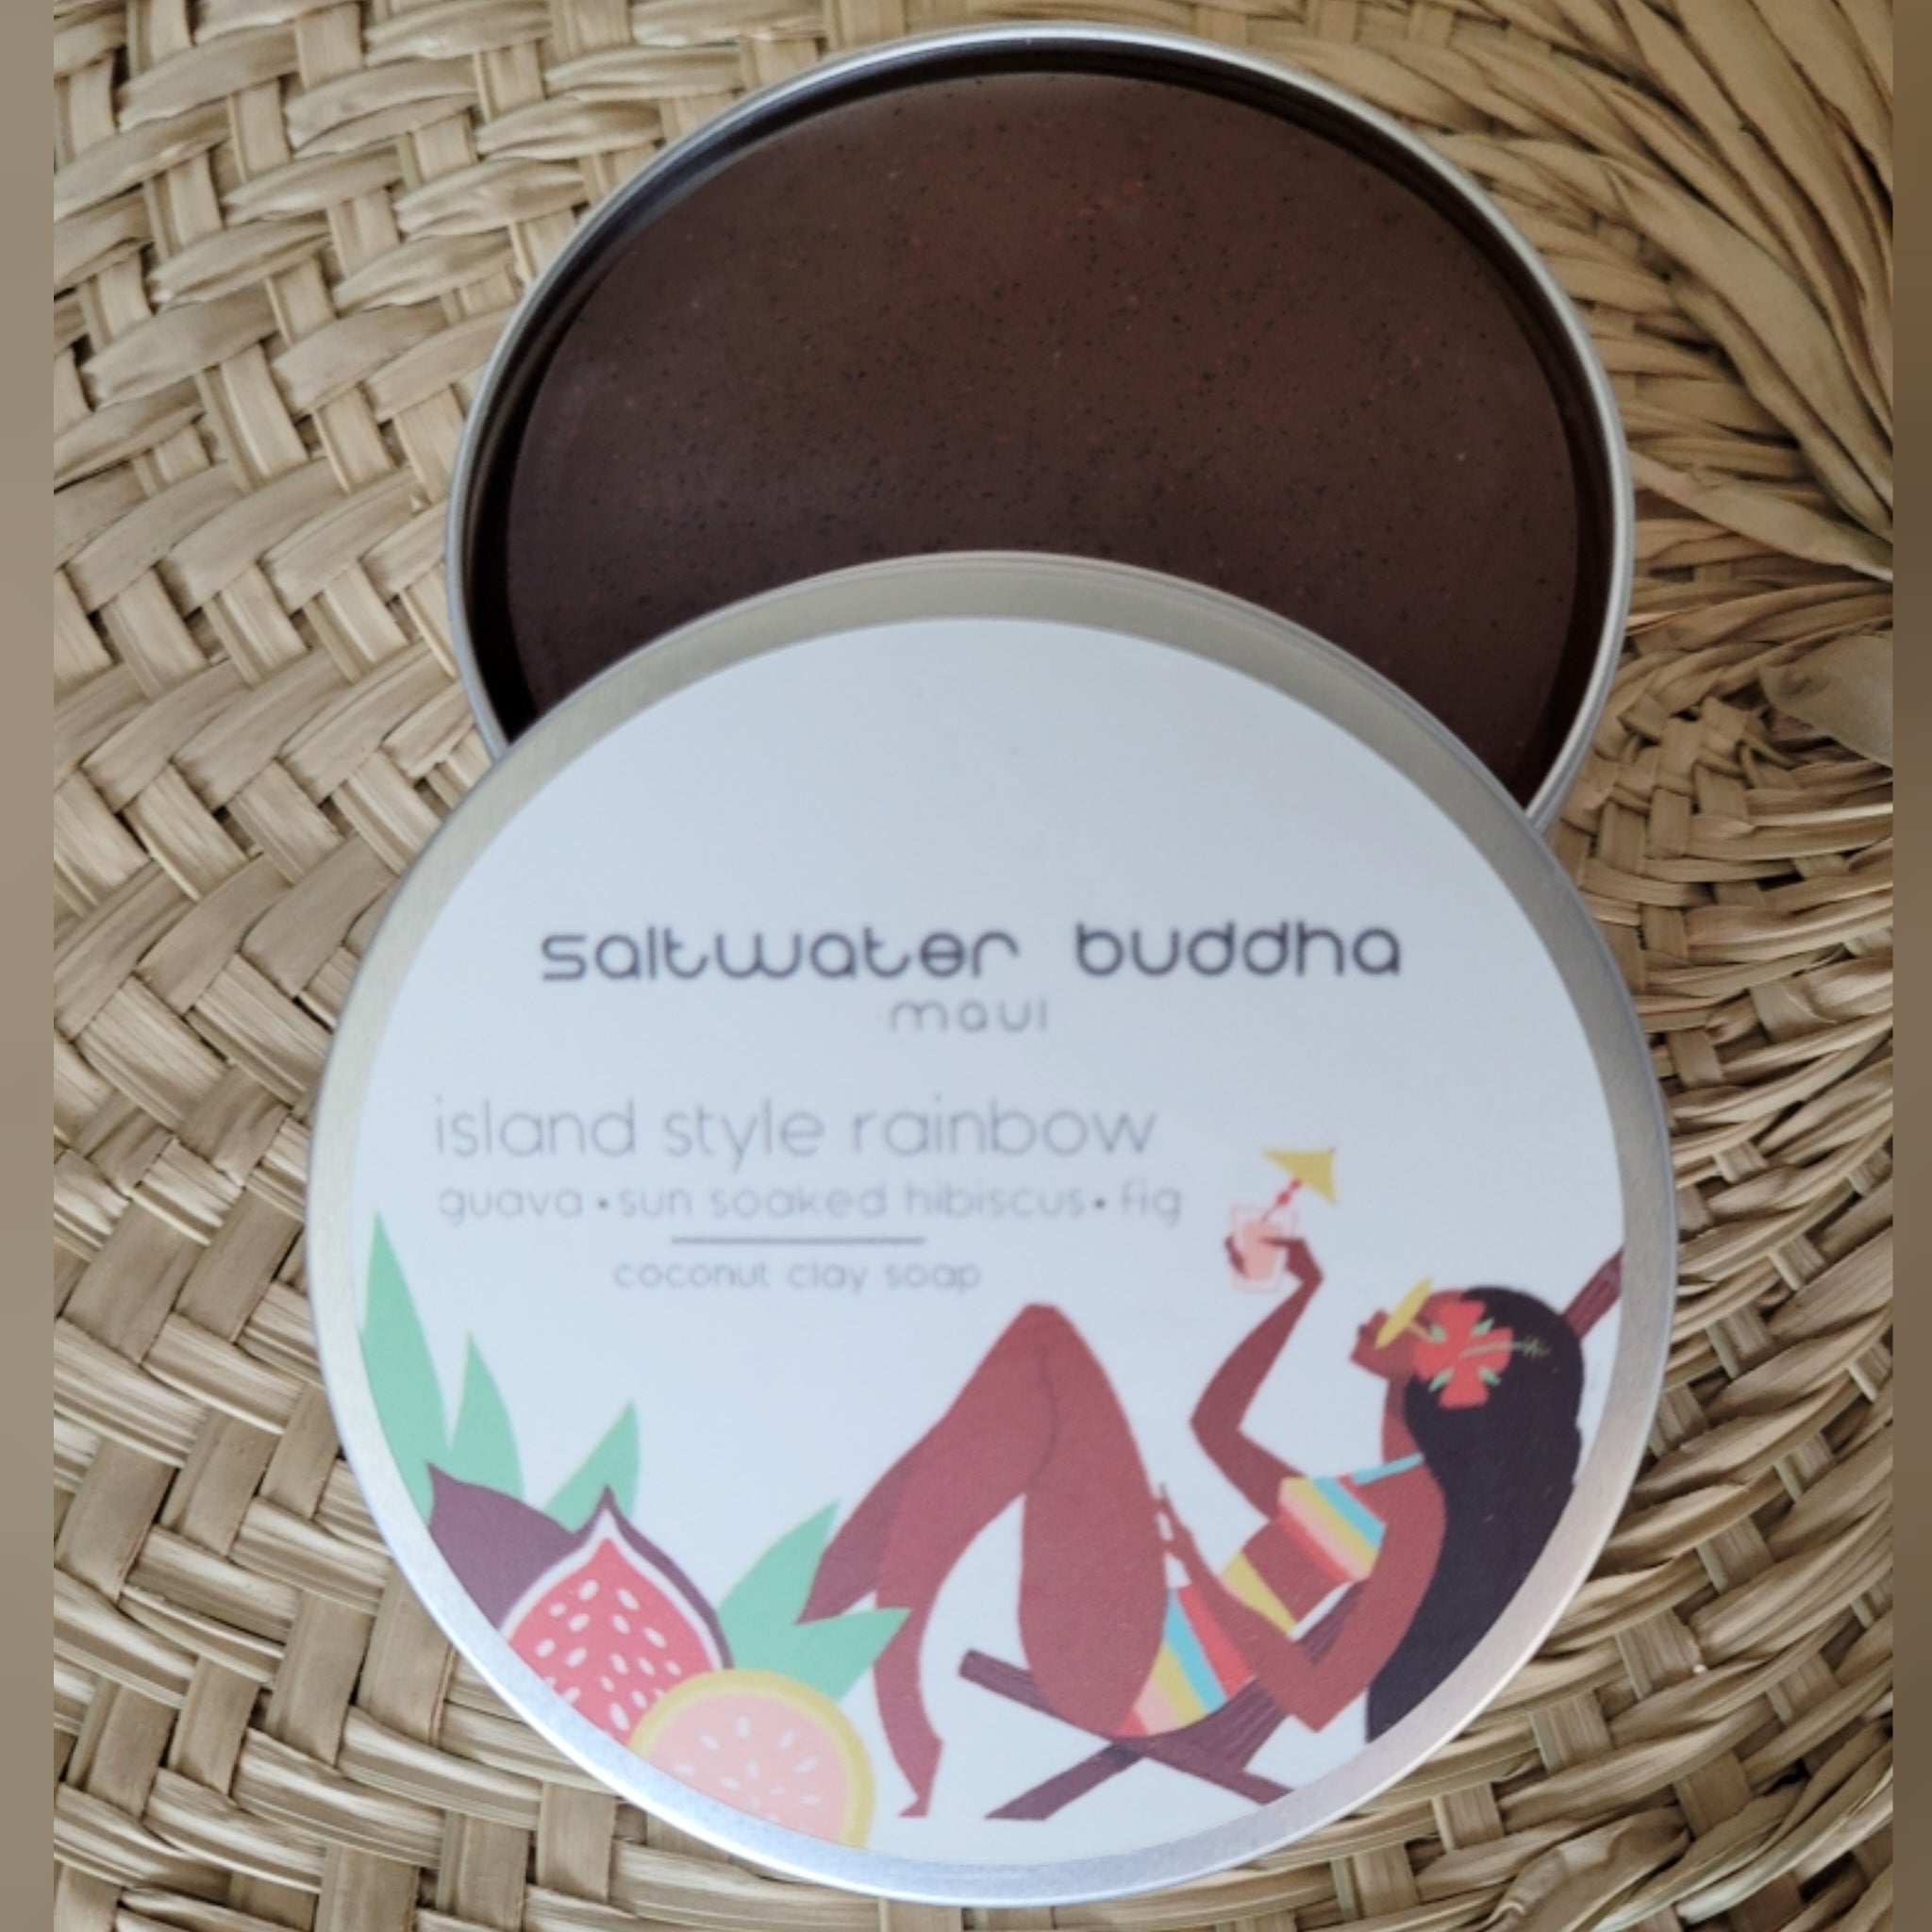 saltwater buddha
maui
island style rainbow
guava • sun soaked hibiscus • fig
coconut clay soap